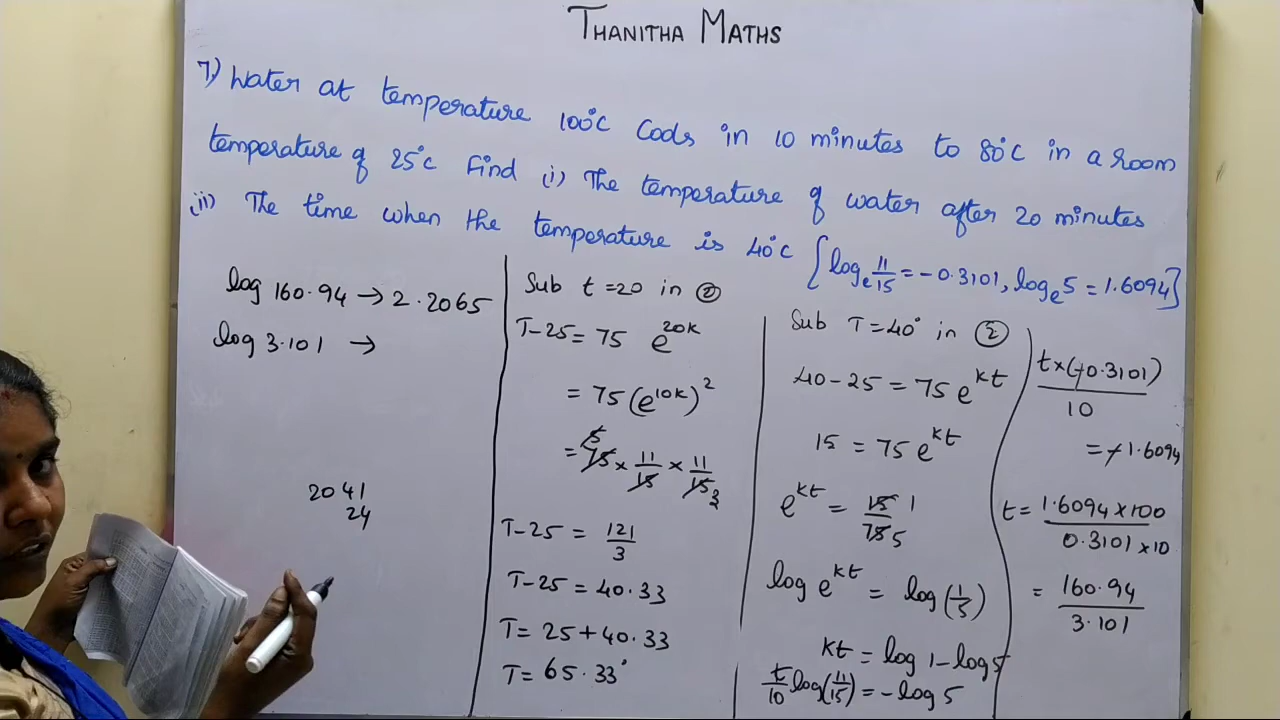 THANITHA MATHS
7) Water at temperature 100°C Cools in 10 minutes to 80°C in a room
temperature of 25°C Find (i) The temperature of water after 20 minutes
(ii) The time when the temperature is 40°C [log_e 11/15 = -0.3101, log_e 5 = 1.6094]
log 160.94 → 2.2065
log 3.101 →
2041
24
Sub t = 20 in ②
T-25 = 75 e^20k
= 75 (e^10k)^2
= 75 5 × 11/15 × 11/15 3
T-25 = 121/3
T-25 = 40.33
T = 25 + 40.33
T = 65.33°
Sub T = 40° in ②
40-25 = 75 e^kt
15 = 75 e^kt
e^kt = 15 1/75 5
log e^kt = log (1/5)
kt = log 1 - log 5
t/10 log (11/15) = - log 5
t×(-0.3101)/10
= -1.6094
t = 1.6094×100/0.3101×10
= 160.94/3.101